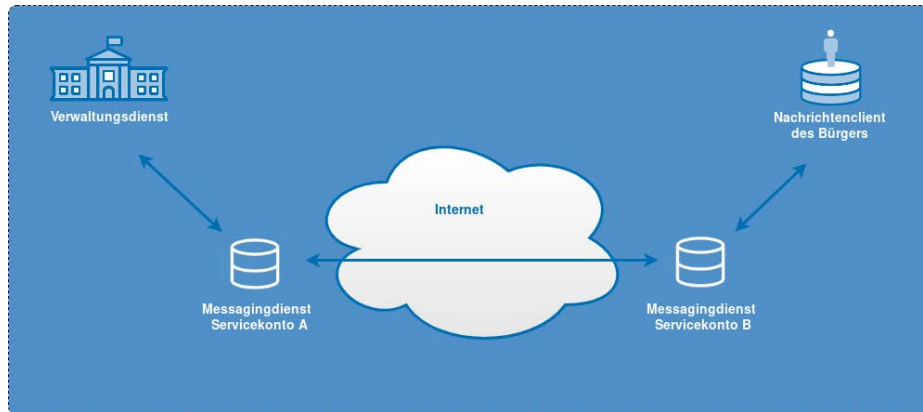 Verwaltungsdienst
Nachrichtenclient
des Bürgers
Internet
Messagingdienst
Servicekonto A
Messagingdienst
Servicekonto B